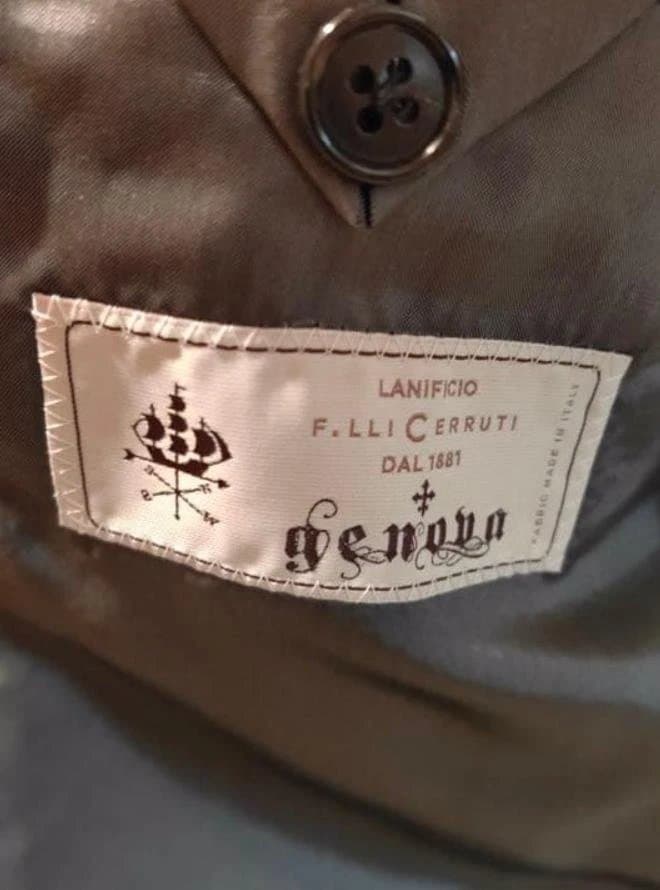 LANIFICIO
F.LLI CERRUTI
DAL 1881
genova
FABRIC MADE IN ITALY
N
S
W